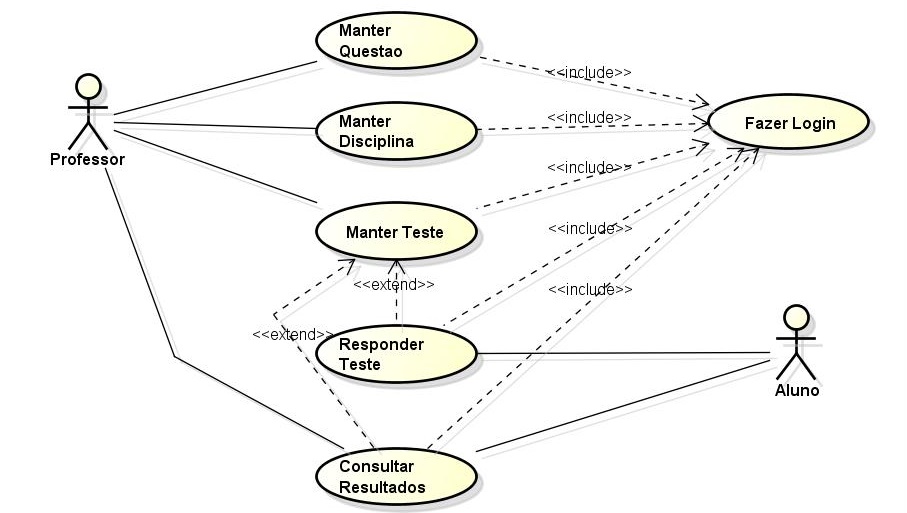 Manter
Questao
<<include>>
Professor
Manter
Disciplina
<<include>>
Fazer Login
<<include>>
Manter Teste
<<include>>
<<extend>>
<<include>>
<<extend>>
Responder
Teste
Aluno
Consultar
Resultados